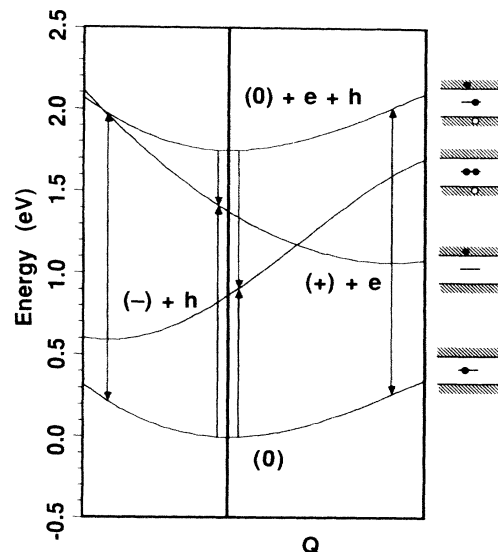 2.5
2.0
1.5
1.0
0.5
0.0
-0.5
Energy (eV)
(0) + e + h
(−) + h
(+) + e
(0)
Q